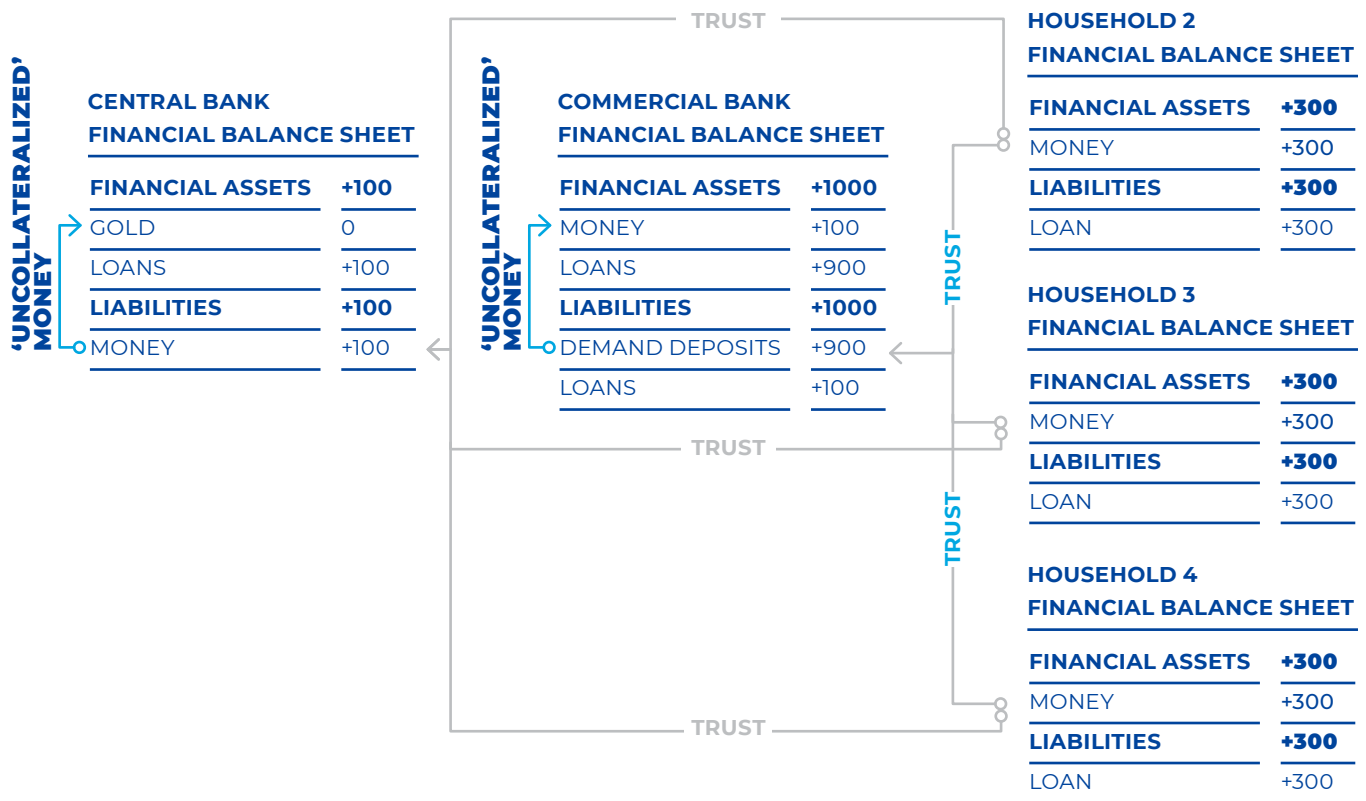 ‘UNCOLLATERALIZED’
MONEY
CENTRAL BANK
FINANCIAL BALANCE SHEET
FINANCIAL ASSETS +100
GOLD 0
LOANS +100
LIABILITIES +100
MONEY +100
‘UNCOLLATERALIZED’
MONEY
COMMERCIAL BANK
FINANCIAL BALANCE SHEET
FINANCIAL ASSETS +1000
MONEY +100
LOANS +900
LIABILITIES +1000
DEMAND DEPOSITS +900
LOANS +100
TRUST
TRUST
TRUST
TRUST
TRUST
HOUSEHOLD 2
FINANCIAL BALANCE SHEET
FINANCIAL ASSETS +300
MONEY +300
LIABILITIES +300
LOAN +300
HOUSEHOLD 3
FINANCIAL BALANCE SHEET
FINANCIAL ASSETS +300
MONEY +300
LIABILITIES +300
LOAN +300
HOUSEHOLD 4
FINANCIAL BALANCE SHEET
FINANCIAL ASSETS +300
MONEY +300
LIABILITIES +300
LOAN +300